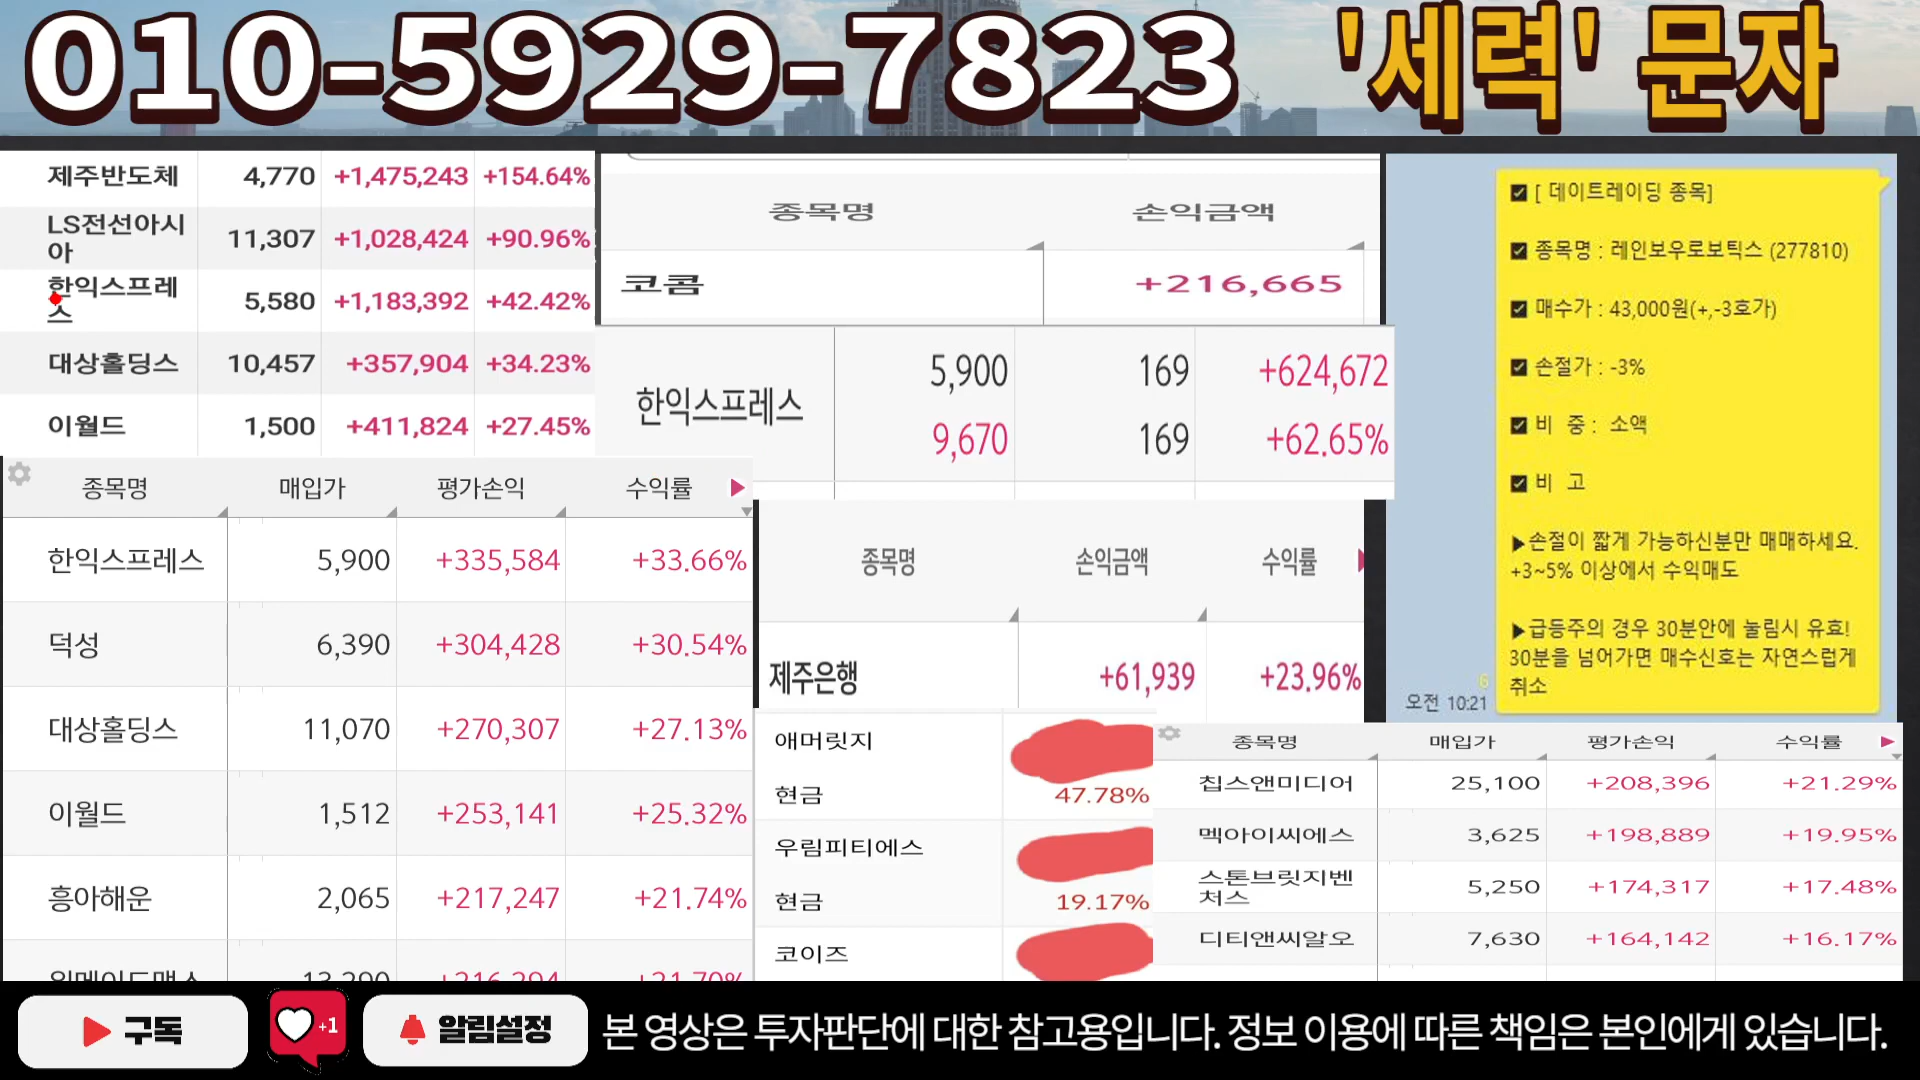 010-5929-7823 '세력' 문자
제주반도체 4,770 +1,475,243 +154.64%
LS전선아시아 11,307 +1,028,424 +90.96%
한익스프레스 5,580 +1,183,392 +42.42%
대상홀딩스 10,457 +357,904 +34.23%
이월드 1,500 +411,824 +27.45%
종목명 손익금액
코콤 +216,665
한익스프레스 5,900 169 +624,672
9,670 169 +62.65%
종목명 매입가 평가손익 수익률
한익스프레스 5,900 +335,584 +33.66%
덕성 6,390 +304,428 +30.54%
대상홀딩스 11,070 +270,307 +27.13%
이월드 1,512 +253,141 +25.32%
흥아해운 2,065 +217,247 +21.74%
종목명 손익금액 수익률
제주은행 +61,939 +23.96%
애머릿지
현금 47.78%
우림피티에스
현금 19.17%
코이즈
[ 데이트레이딩 종목]
종목명 : 레인보우로보틱스 (277810)
매수가 : 43,000원(+,-3호가)
손절가 : -3%
비 중 : 소액
비 고
▶손절이 짧게 가능하신분만 매매하세요.
+3~5% 이상에서 수익매도
▶급등주의 경우 30분안에 눌림시 유효!
30분을 넘어가면 매수신호는 자연스럽게
취소
6
오전 10:21
종목명 매입가 평가손익 수익률
칩스앤미디어 25,100 +208,396 +21.29%
멕아이씨에스 3,625 +198,889 +19.95%
스톤브릿지벤처스 5,250 +174,317 +17.48%
디티앤씨알오 7,630 +164,142 +16.17%
구독 +1 알림설정 본 영상은 투자판단에 대한 참고용입니다. 정보 이용에 따른 책임은 본인에게 있습니다.